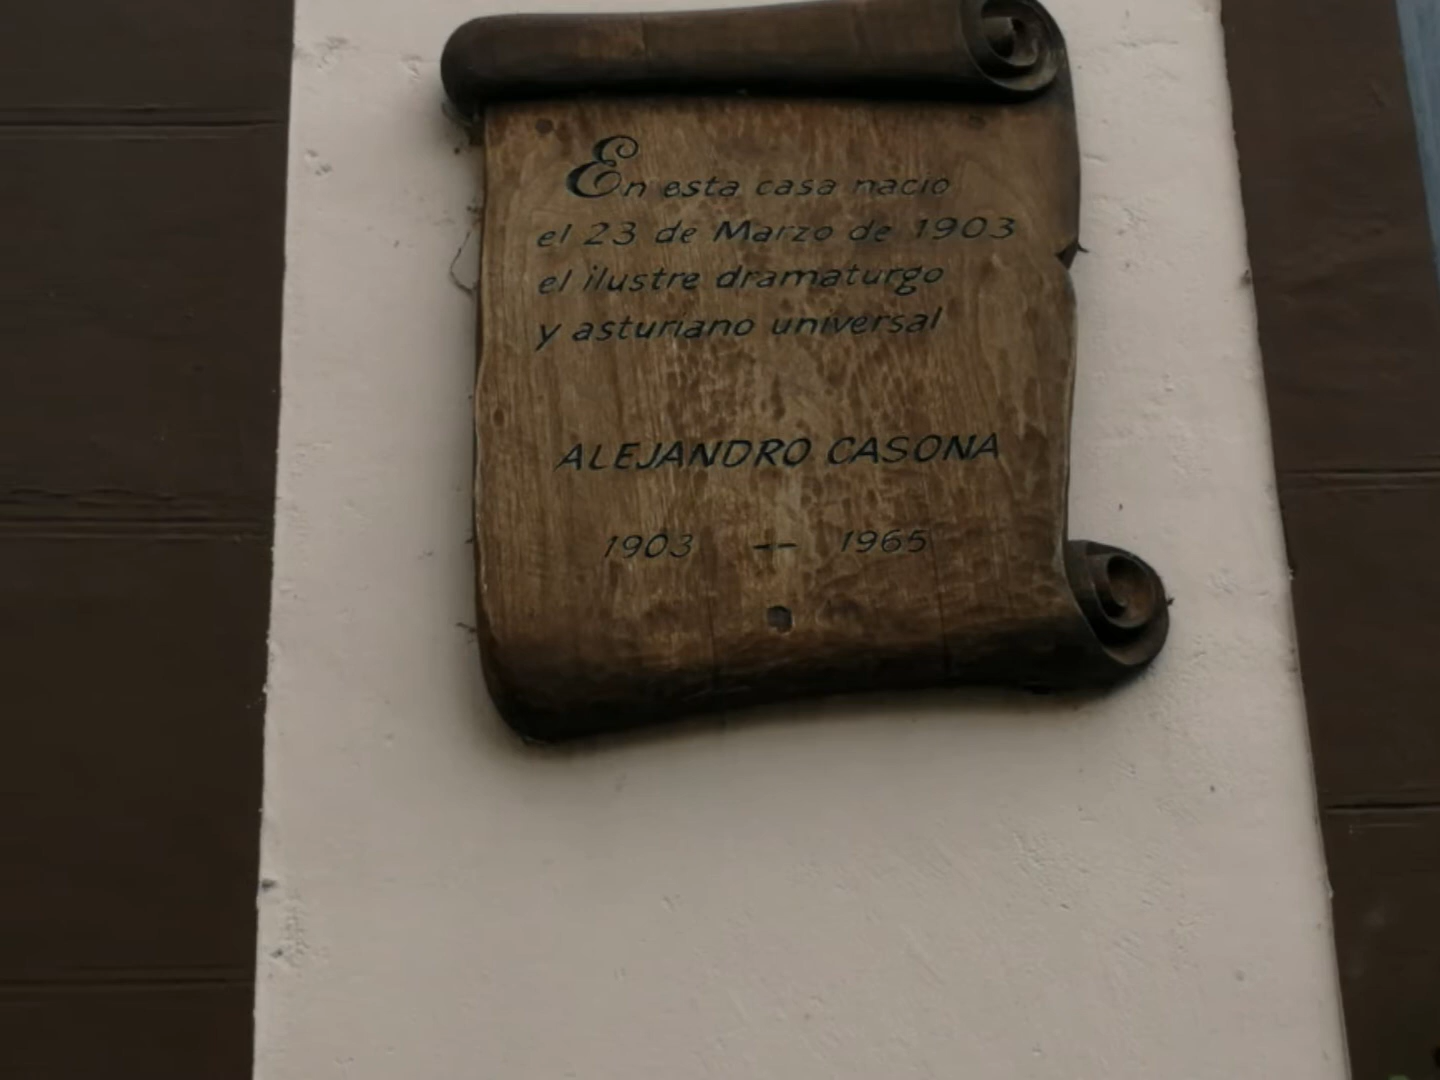 En esta casa nacio
el 23 de Marzo de 1903
el ilustre dramaturgo
y asturiano universal
ALEJANDRO CASONA
1903 -- 1965